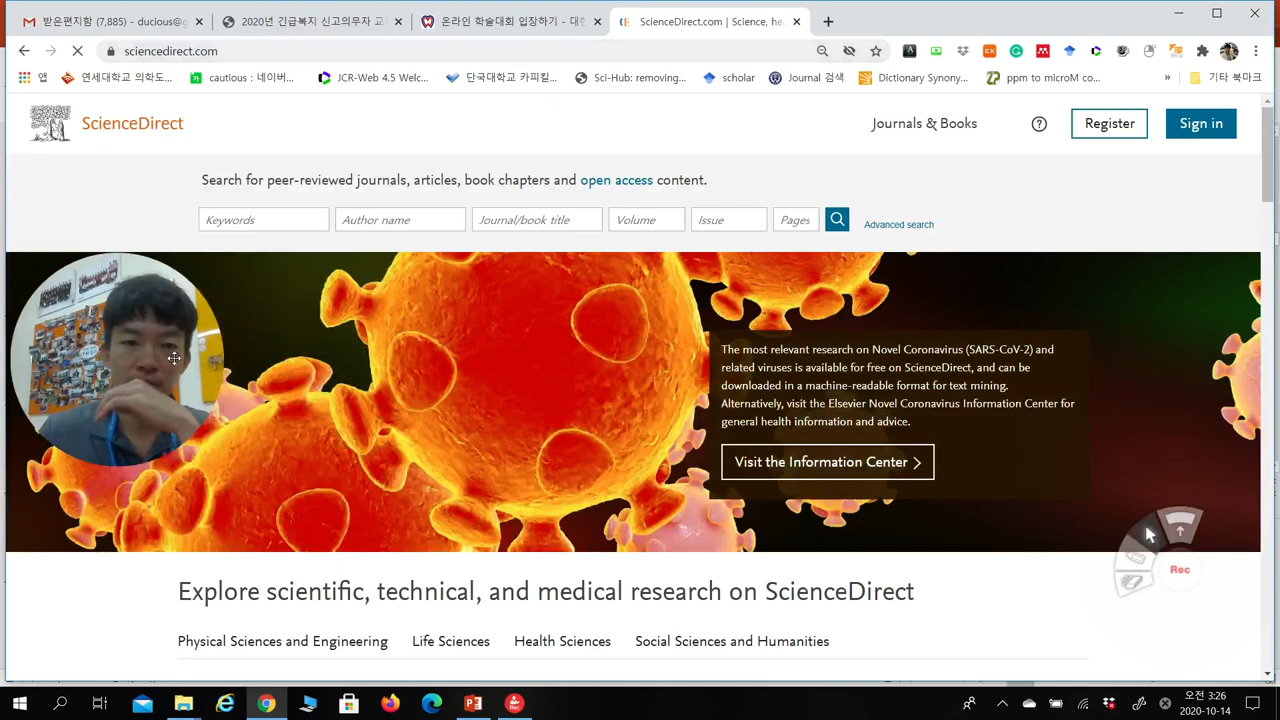 받은편지함 (7,885) - ducious@g
2020년 긴급복지 신고의무자 교육
온라인 학술대회 입장하기 - 대한
ScienceDirect.com | Science, he
sciencedirect.com
앱
연세대학교 의학도...
cautious : 네이버...
JCR-Web 4.5 Welc...
단국대학교 카피킬...
Sci-Hub: removing...
scholar
Journal 검색
Dictionary Synony...
ppm to microM co...
»
기타 북마크
ScienceDirect
Journals & Books
?
Register
Sign in
Search for peer-reviewed journals, articles, book chapters and open access content.
Keywords
Author name
Journal/book title
Volume
Issue
Pages
Advanced search
The most relevant research on Novel Coronavirus (SARS-CoV-2) and
related viruses is available for free on ScienceDirect, and can be
downloaded in a machine-readable format for text mining.
Alternatively, visit the Elsevier Novel Coronavirus Information Center for
general health information and advice.
Visit the Information Center >
Rec
Explore scientific, technical, and medical research on ScienceDirect
Physical Sciences and Engineering
Life Sciences
Health Sciences
Social Sciences and Humanities
오전 3:26
2020-10-14